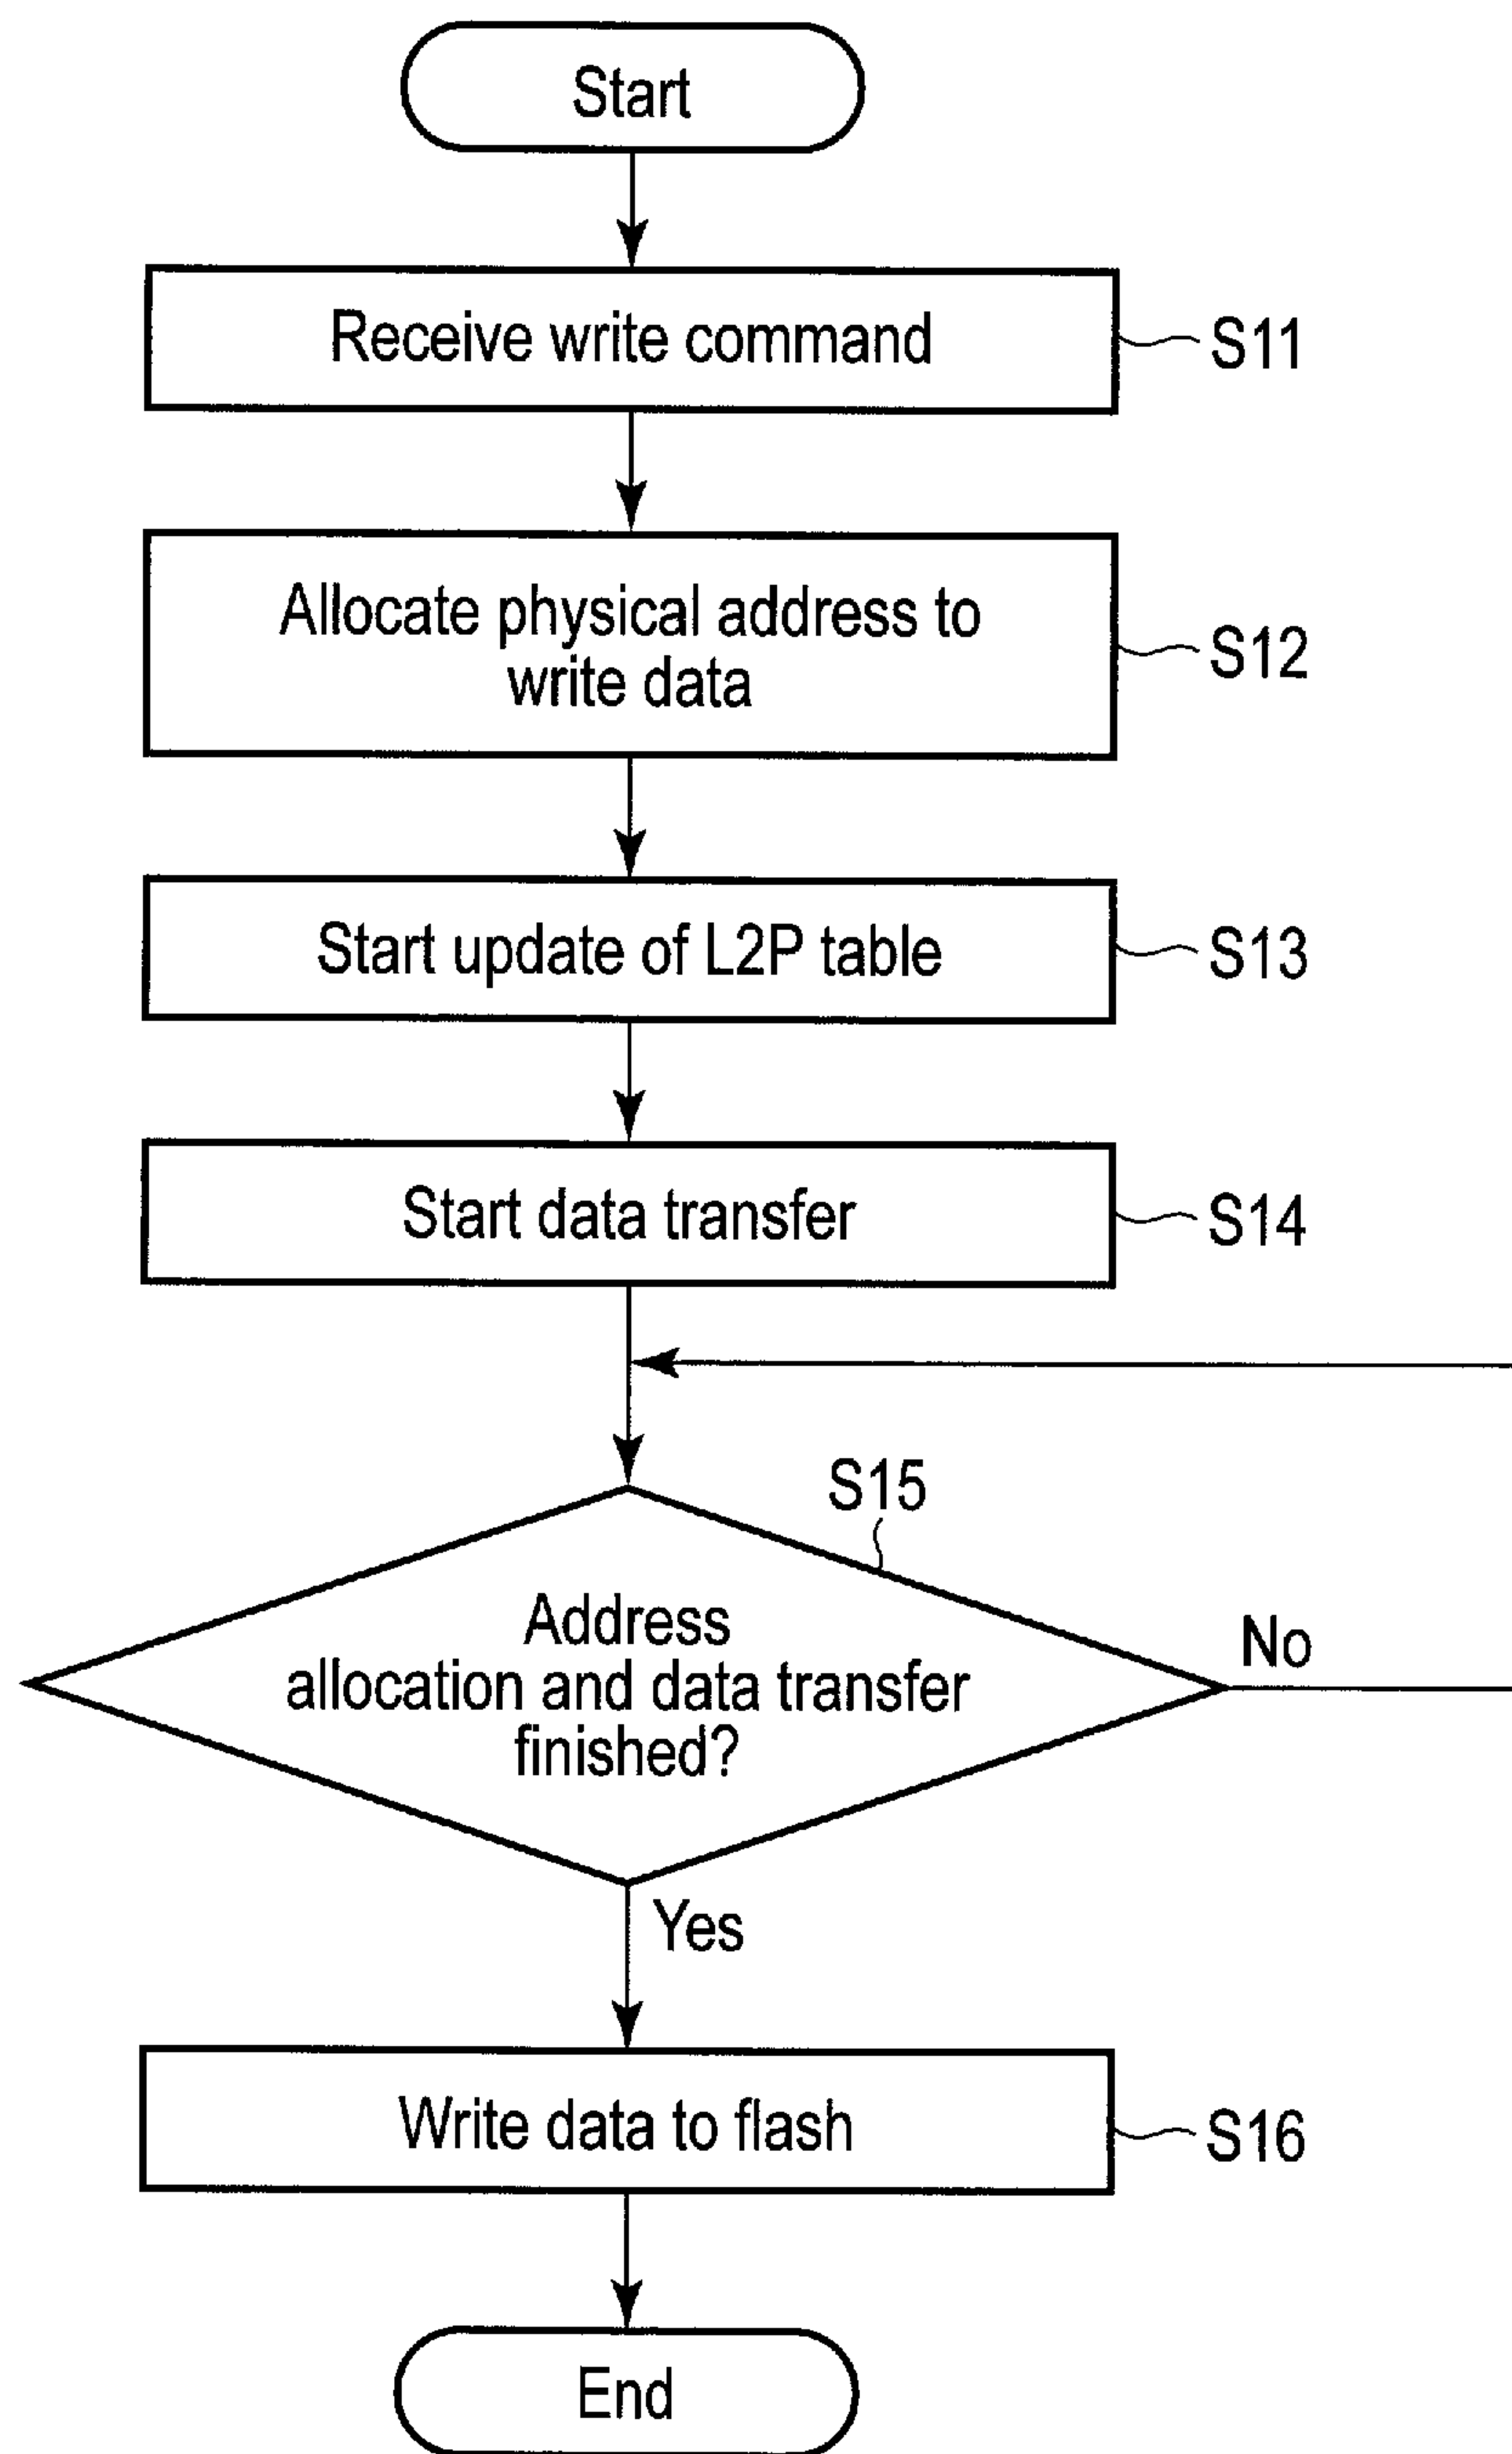 Start
Receive write command
S11
Allocate physical address to
write data
S12
Start update of L2P table
S13
Start data transfer
S14
S15
Address
allocation and data transfer
finished?
No
Yes
Write data to flash
S16
End